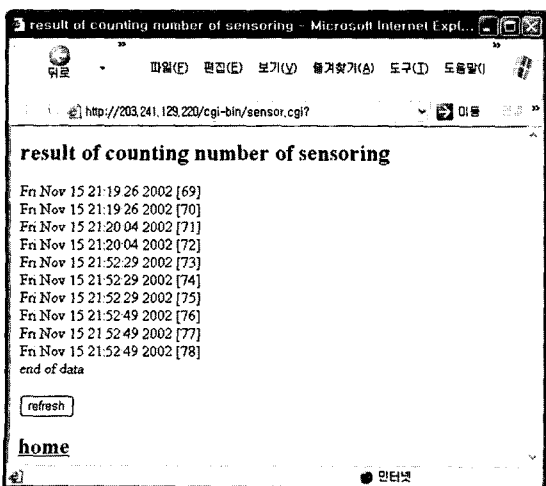 result of counting number of sensoring - Microsoft Internet Expl...
뒤로 파일(F) 편집(E) 보기(V) 즐겨찾기(A) 도구(T) 도움말(
http://203.241.129.220/cgi-bin/sensor.cgi? 이동
result of counting number of sensoring
Fri Nov 15 21:19:26 2002 [69]
Fri Nov 15 21:19:26 2002 [70]
Fri Nov 15 21:20:04 2002 [71]
Fri Nov 15 21:20:04 2002 [72]
Fri Nov 15 21:52:29 2002 [73]
Fri Nov 15 21:52:29 2002 [74]
Fri Nov 15 21:52:29 2002 [75]
Fri Nov 15 21:52:49 2002 [76]
Fri Nov 15 21:52:49 2002 [77]
Fri Nov 15 21:52:49 2002 [78]
end of data
refresh
home
인터넷